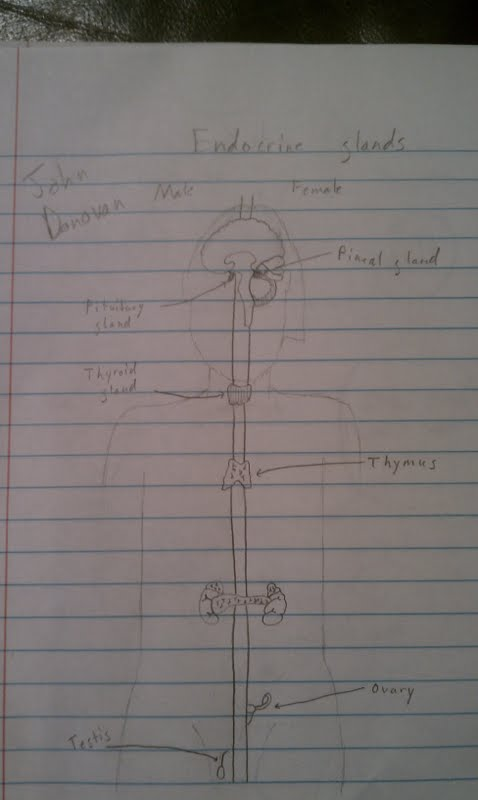 Endocrine glands
John
Donovan
Male
Female
Pineal gland
Pituitary
gland
Thyroid
gland
Thymus
Ovary
Testis